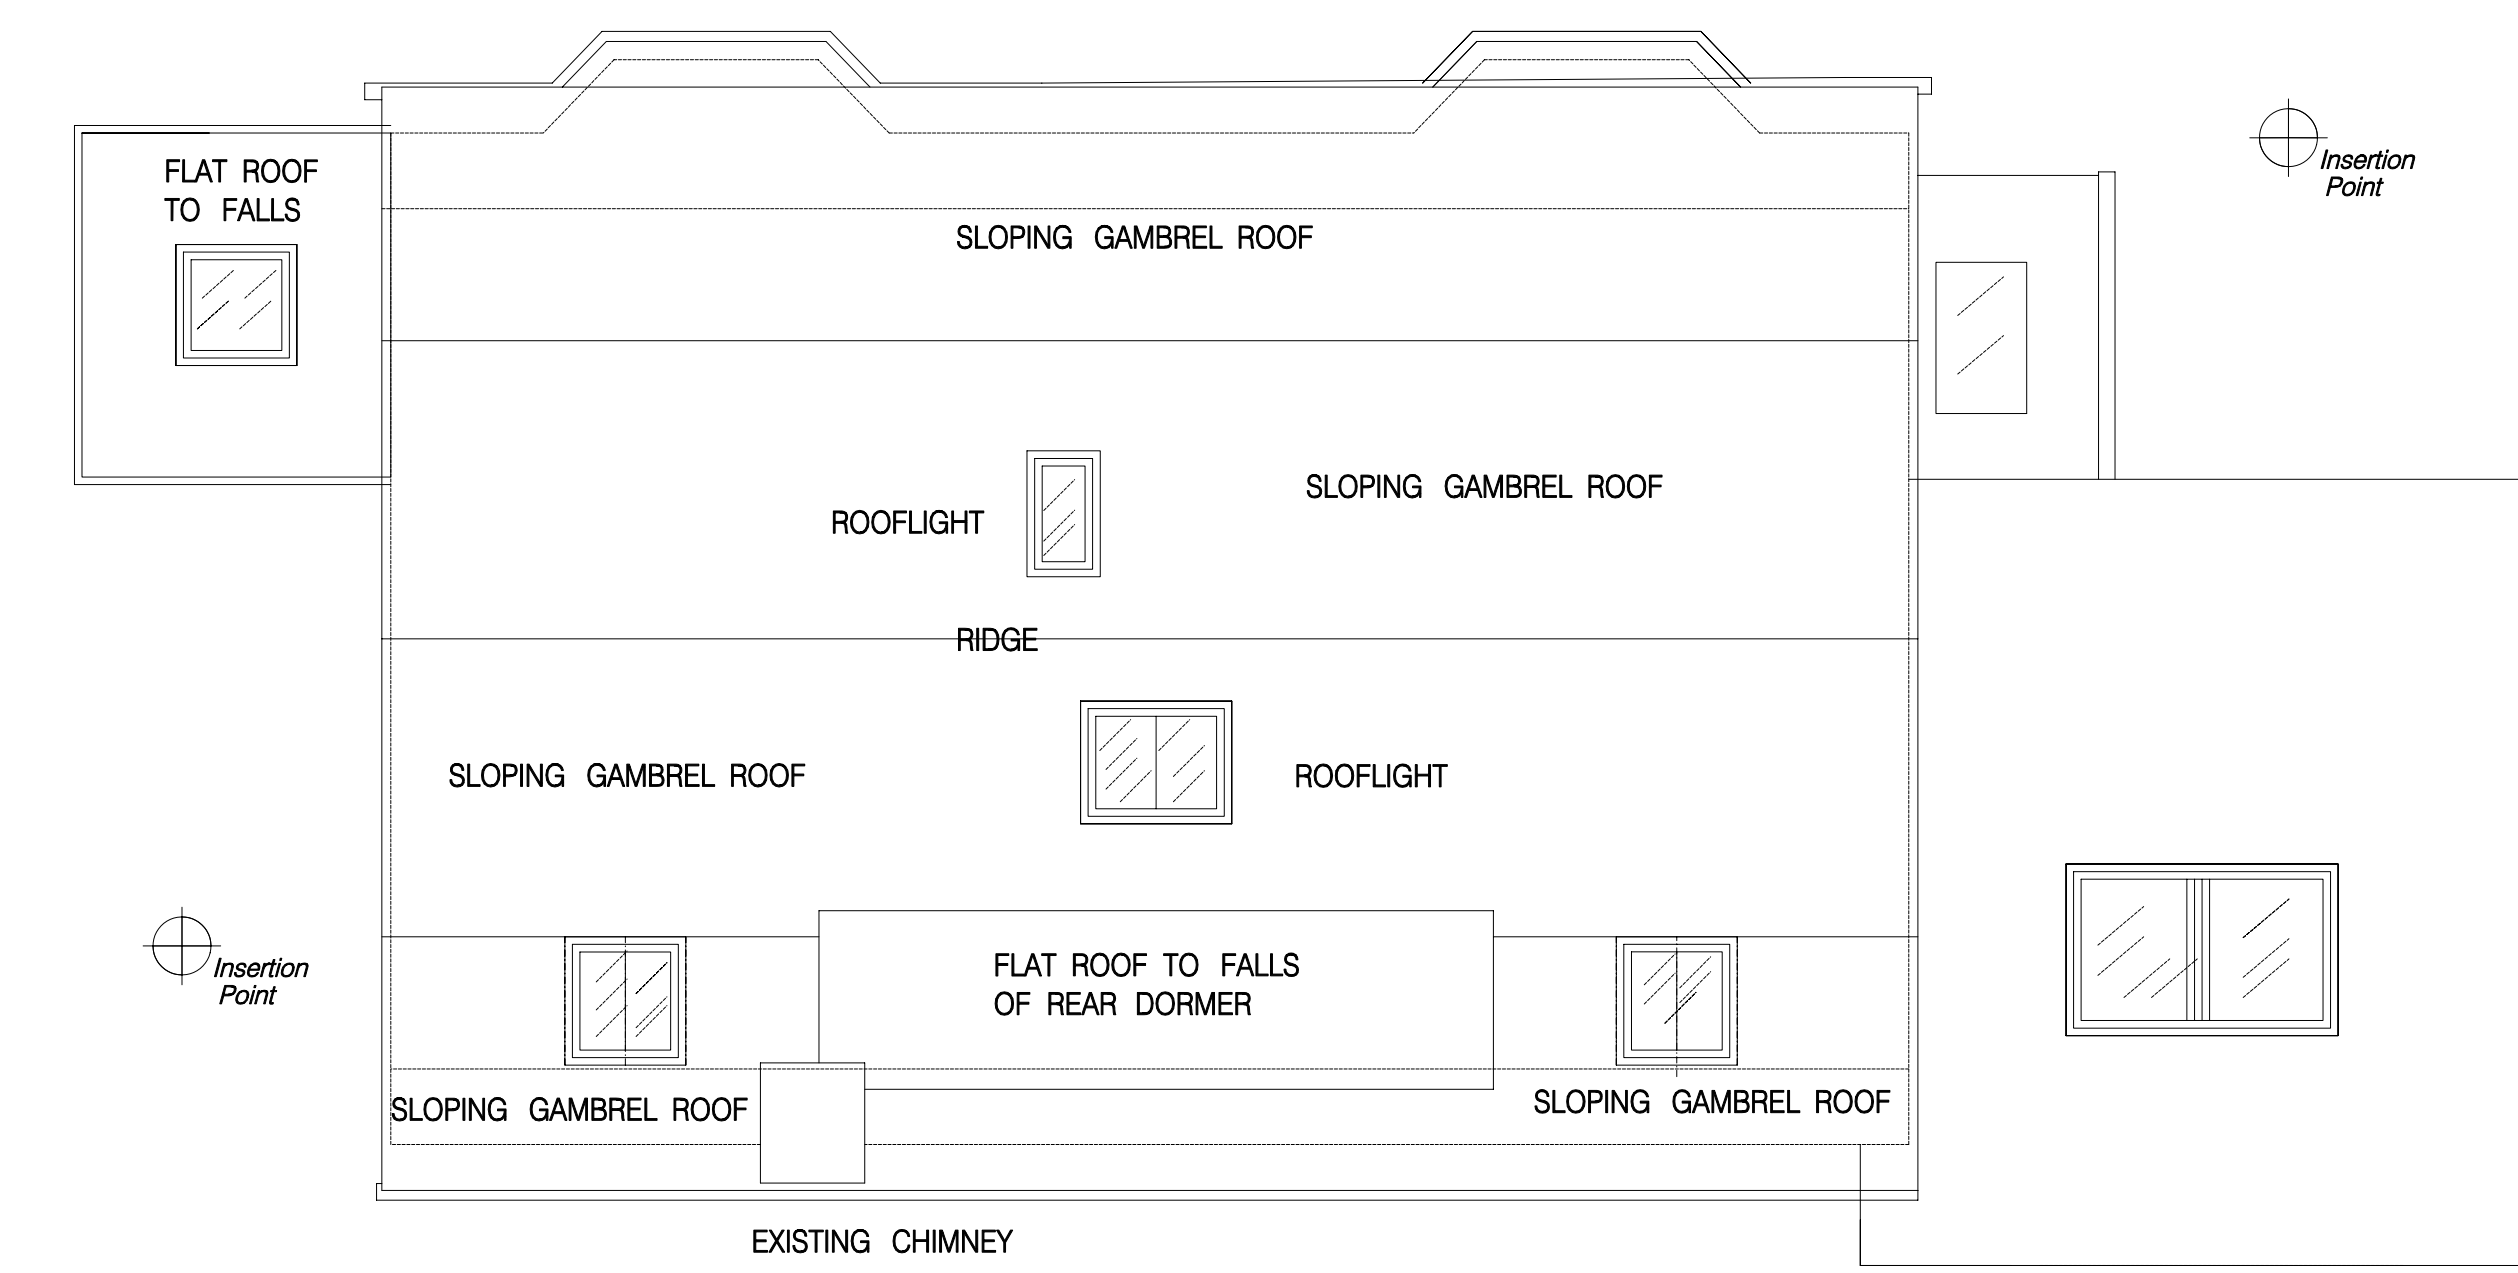 Insertion
Point
FLAT ROOF
TO FALLS
SLOPING GAMBREL ROOF
SLOPING GAMBREL ROOF
ROOFLIGHT
RIDGE
SLOPING GAMBREL ROOF
ROOFLIGHT
Insertion
Point
FLAT ROOF TO FALLS
OF REAR DORMER
SLOPING GAMBREL ROOF
SLOPING GAMBREL ROOF
EXISTING CHIMNEY